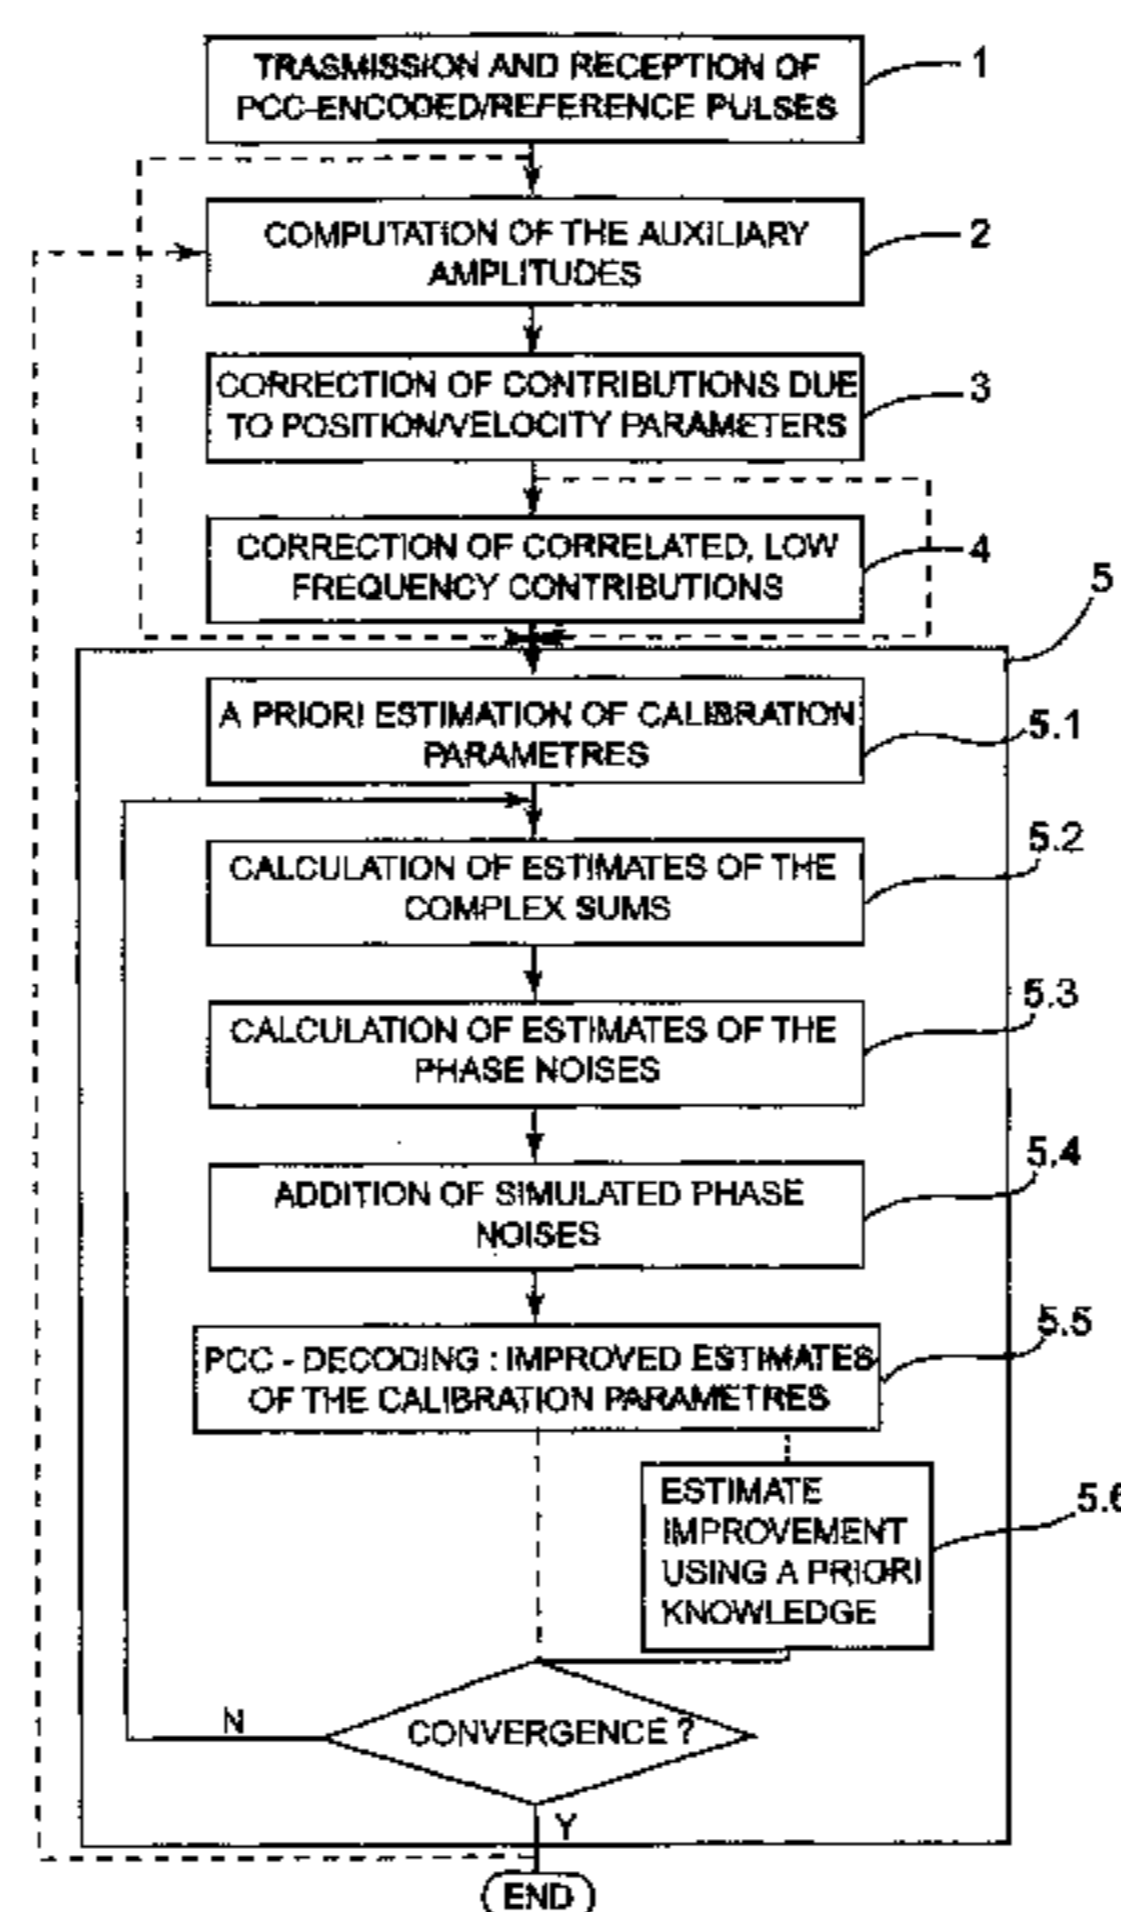 TRASMISSION AND RECEPTION OF
PCC-ENCODED/REFERENCE PULSES
1
COMPUTATION OF THE AUXILIARY
AMPLITUDES
2
CORRECTION OF CONTRIBUTIONS DUE
TO POSITION/VELOCITY PARAMETERS
3
CORRECTION OF CORRELATED, LOW
FREQUENCY CONTRIBUTIONS
4
5
A PRIORI ESTIMATION OF CALIBRATION
PARAMETRES
5.1
CALCULATION OF ESTIMATES OF THE
COMPLEX SUMS
5.2
CALCULATION OF ESTIMATES OF THE
PHASE NOISES
5.3
ADDITION OF SIMULATED PHASE
NOISES
5.4
PCC - DECODING : IMPROVED ESTIMATES
OF THE CALIBRATION PARAMETRES
5.5
ESTIMATE
IMPROVEMENT
USING A PRIORI
KNOWLEDGE
5.6
CONVERGENCE ?
N
Y
END